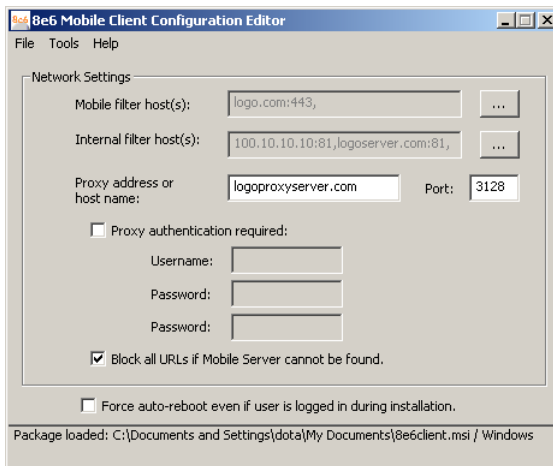 8e6 8e6 Mobile Client Configuration Editor
File Tools Help
Network Settings
Mobile filter host(s): logo.com:443, ...
Internal filter host(s): 100.10.10.10:81,logoserver.com:81, ...
Proxy address or
host name: logoproxyserver.com Port: 3128
Proxy authentication required:
Username:
Password:
Password:
Block all URLs if Mobile Server cannot be found.
Force auto-reboot even if user is logged in during installation.
Package loaded: C:\Documents and Settings\dota\My Documents\8e6client.msi / Windows